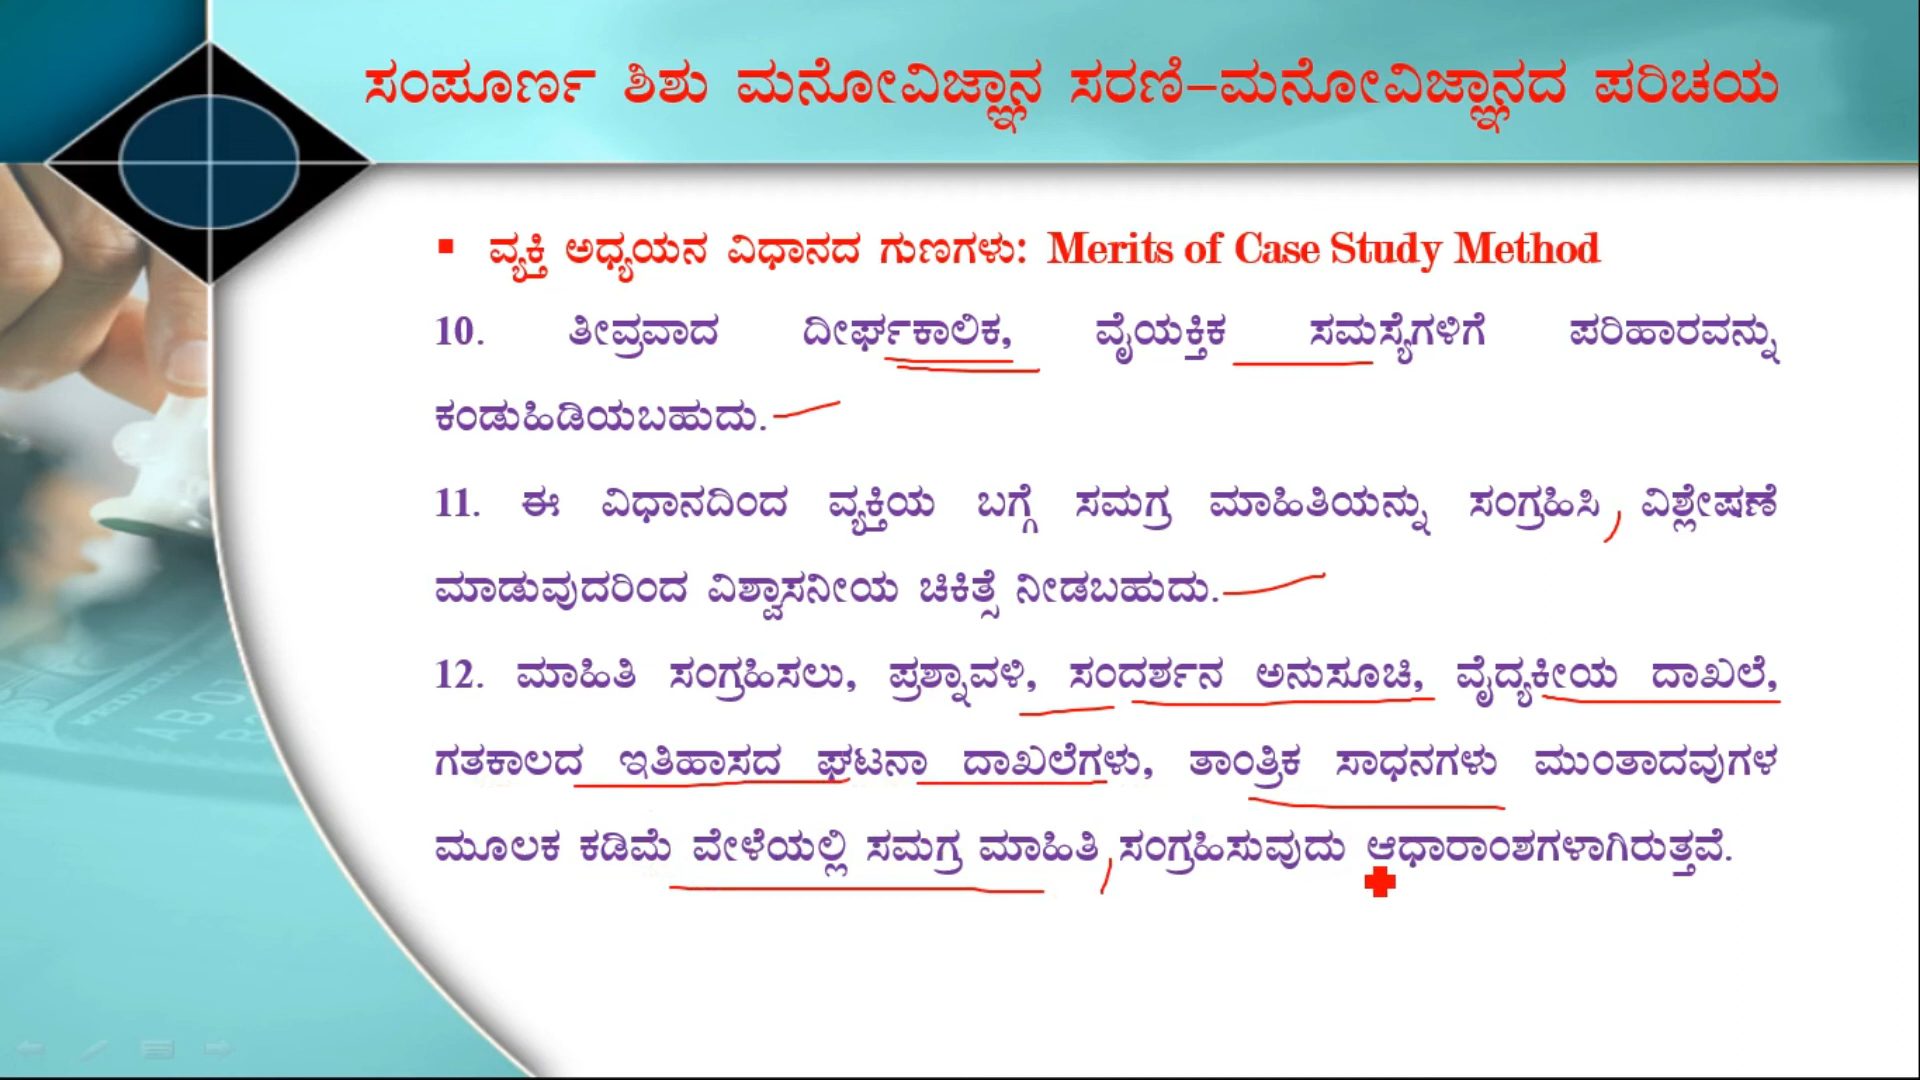 ಸಂಪೂರ್ಣ ಶಿಶು ಮನೋವಿಜ್ಞಾನ ಸರಣಿ–ಮನೋವಿಜ್ಞಾನದ ಪರಿಚಯ
▪ ವ್ಯಕ್ತಿ ಅಧ್ಯಯನ ವಿಧಾನದ ಗುಣಗಳು: Merits of Case Study Method
10. ತೀವ್ರವಾದ ದೀರ್ಘಕಾಲಿಕ, ವೈಯಕ್ತಿಕ ಸಮಸ್ಯೆಗಳಿಗೆ ಪರಿಹಾರವನ್ನು
ಕಂಡುಹಿಡಿಯಬಹುದು.
11. ಈ ವಿಧಾನದಿಂದ ವ್ಯಕ್ತಿಯ ಬಗ್ಗೆ ಸಮಗ್ರ ಮಾಹಿತಿಯನ್ನು ಸಂಗ್ರಹಿಸಿ, ವಿಶ್ಲೇಷಣೆ
ಮಾಡುವುದರಿಂದ ವಿಶ್ವಾಸನೀಯ ಚಿಕಿತ್ಸೆ ನೀಡಬಹುದು.
12. ಮಾಹಿತಿ ಸಂಗ್ರಹಿಸಲು, ಪ್ರಶ್ನಾವಳಿ, ಸಂದರ್ಶನ ಅನುಸೂಚಿ, ವೈದ್ಯಕೀಯ ದಾಖಲೆ,
ಗತಕಾಲದ ಇತಿಹಾಸದ ಘಟನಾ ದಾಖಲೆಗಳು, ತಾಂತ್ರಿಕ ಸಾಧನಗಳು ಮುಂತಾದವುಗಳ
ಮೂಲಕ ಕಡಿಮೆ ವೇಳೆಯಲ್ಲಿ ಸಮಗ್ರ ಮಾಹಿತಿ, ಸಂಗ್ರಹಿಸುವುದು ಆಧಾರಾಂಶಗಳಾಗಿರುತ್ತವೆ.